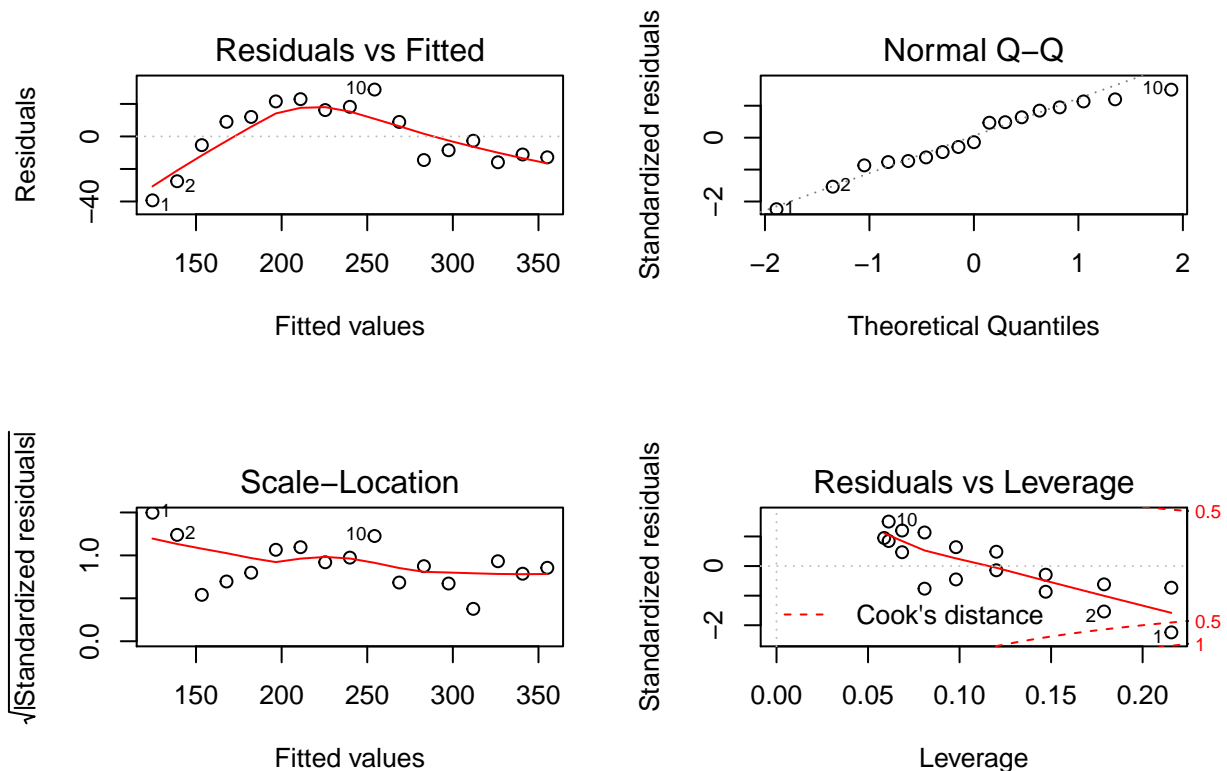 Residuals vs Fitted
Residuals
0
−40
10
2
1
150 200 250 300 350
Fitted values
Normal Q−Q
Standardized residuals
0
−2
10
2
1
−2 −1 0 1 2
Theoretical Quantiles
Scale−Location
√|Standardized residuals|
1.0
0.0
1
2
10
150 200 250 300 350
Fitted values
Residuals vs Leverage
Standardized residuals
0
−2
10
2
1
Cook's distance
0.5
0.5
1
0.00 0.05 0.10 0.15 0.20
Leverage